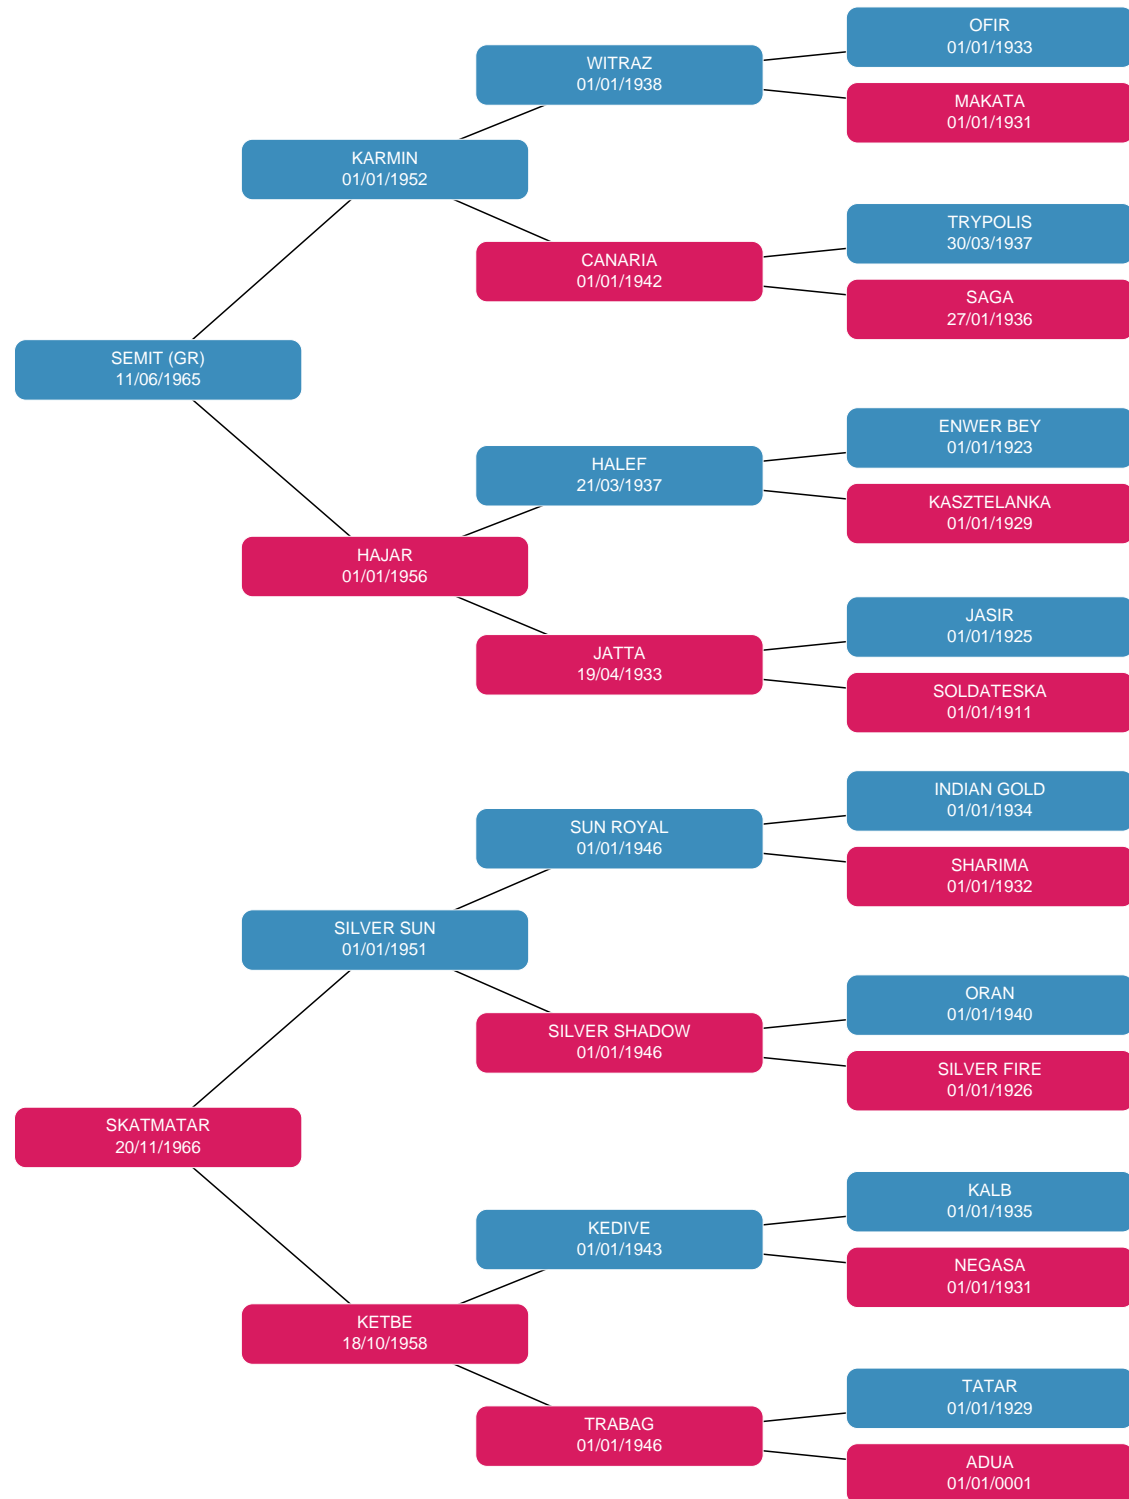 OFIR
01/01/1933
WITRAZ
01/01/1938
MAKATA
01/01/1931
KARMIN
01/01/1952
TRYPOLIS
30/03/1937
CANARIA
01/01/1942
SAGA
27/01/1936
SEMIT (GR)
11/06/1965
ENWER BEY
01/01/1923
HALEF
21/03/1937
KASZTELANKA
01/01/1929
HAJAR
01/01/1956
JASIR
01/01/1925
JATTA
19/04/1933
SOLDATESKA
01/01/1911
INDIAN GOLD
01/01/1934
SUN ROYAL
01/01/1946
SHARIMA
01/01/1932
SILVER SUN
01/01/1951
ORAN
01/01/1940
SILVER SHADOW
01/01/1946
SILVER FIRE
01/01/1926
SKATMATAR
20/11/1966
KALB
01/01/1935
KEDIVE
01/01/1943
NEGASA
01/01/1931
KETBE
18/10/1958
TATAR
01/01/1929
TRABAG
01/01/1946
ADUA
01/01/0001